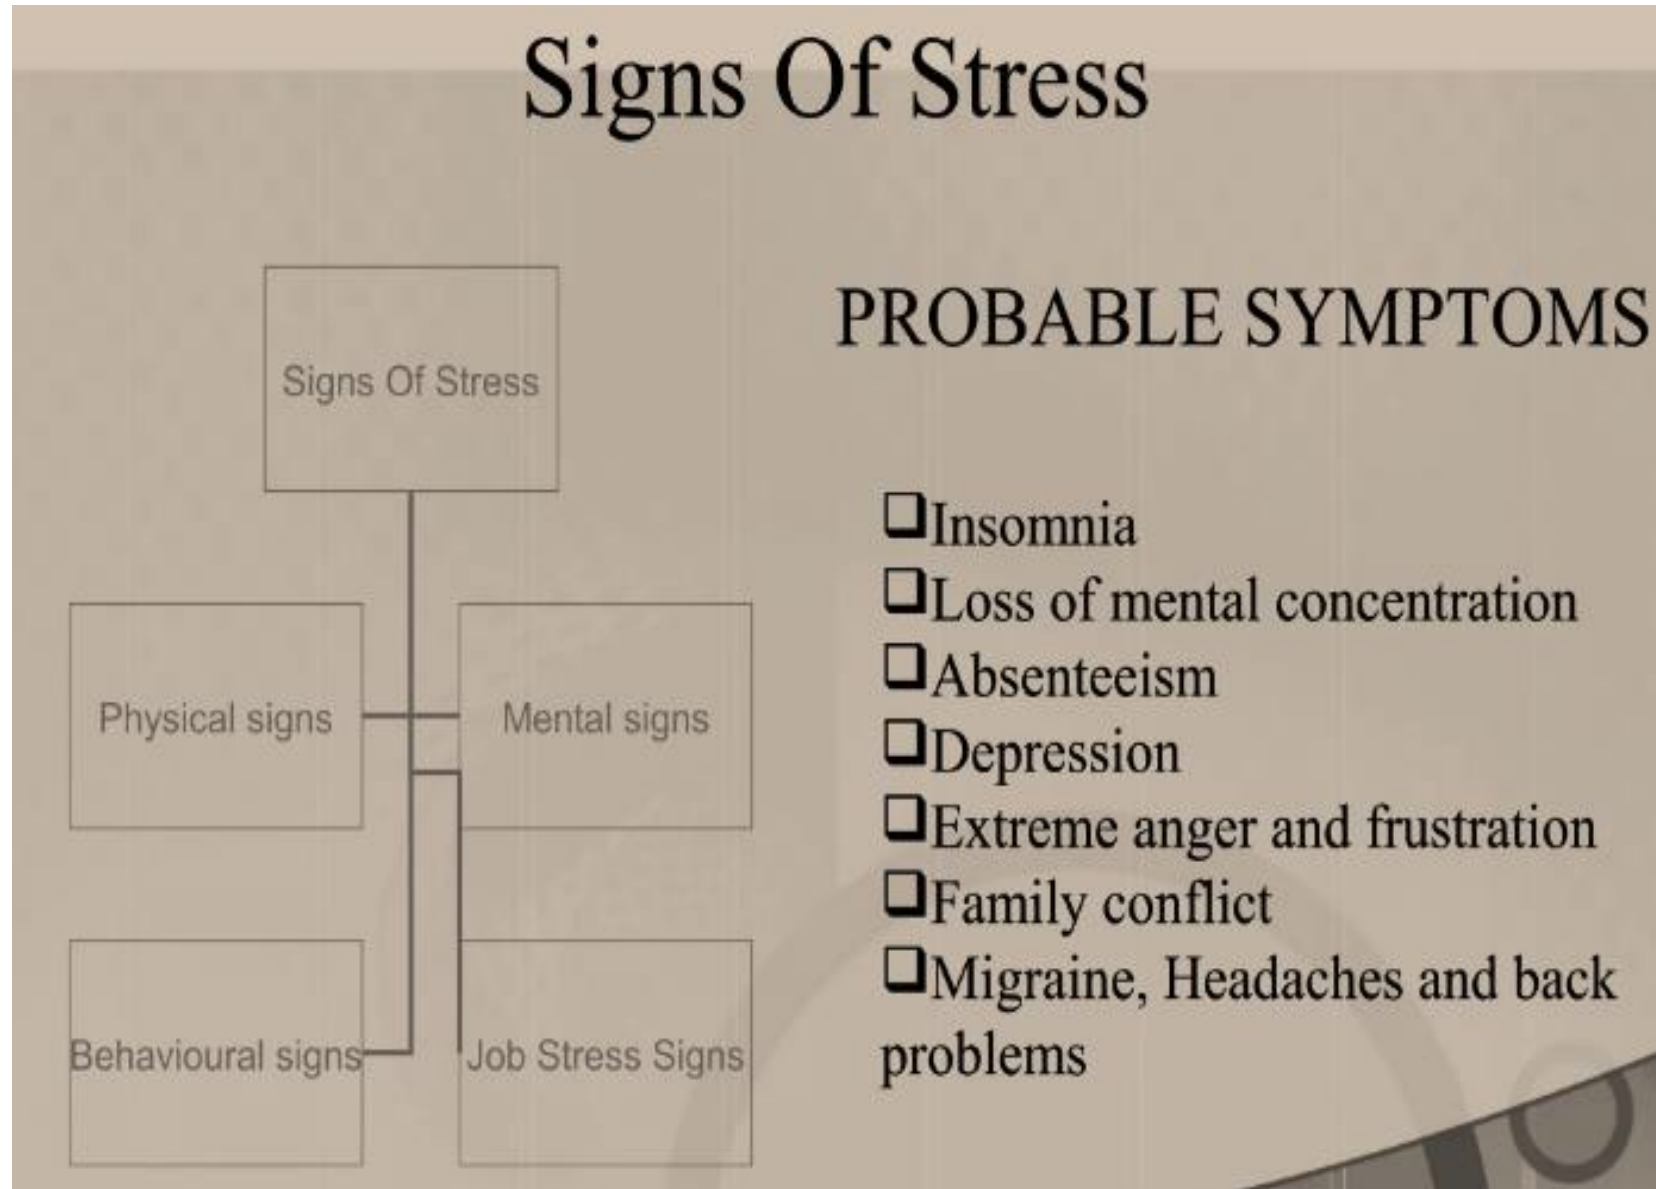 Signs Of Stress
Signs Of Stress
Physical signs
Mental signs
Behavioural signs
Job Stress Signs
PROBABLE SYMPTOMS
❑Insomnia
❑Loss of mental concentration
❑Absenteeism
❑Depression
❑Extreme anger and frustration
❑Family conflict
❑Migraine, Headaches and back
problems